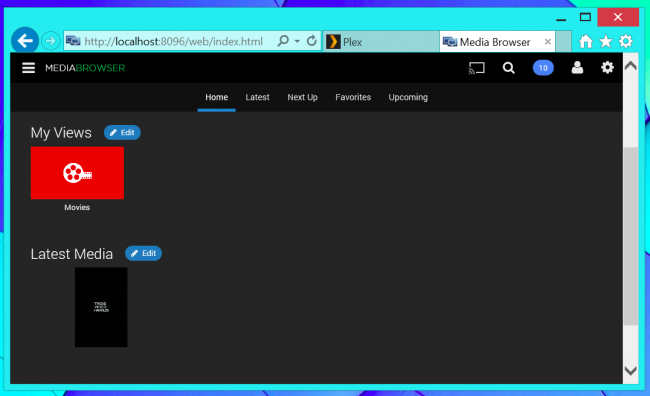 http://localhost:8096/web/index.html
Plex
Media Browser
MEDIABROWSER
10
Home
Latest
Next Up
Favorites
Upcoming
My Views
Edit
Movies
Latest Media
Edit